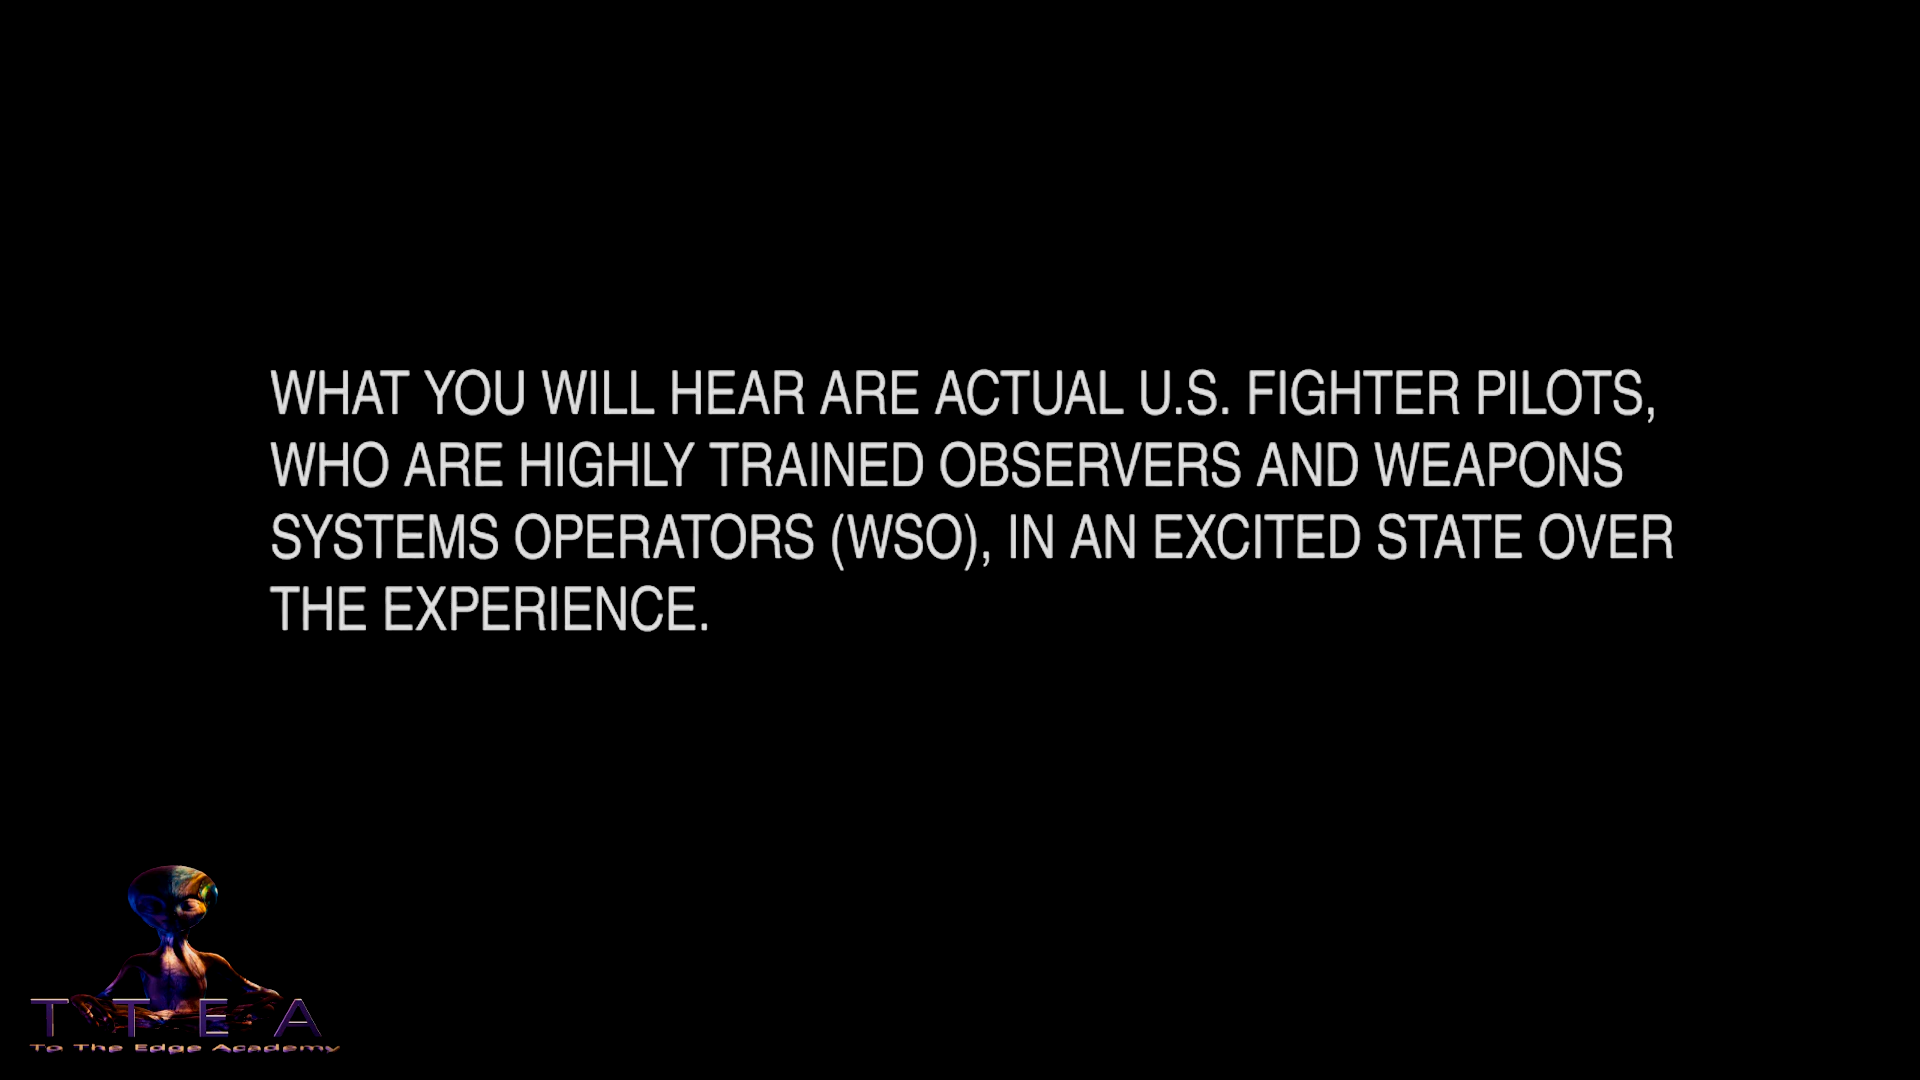 WHAT YOU WILL HEAR ARE ACTUAL U.S. FIGHTER PILOTS,
WHO ARE HIGHLY TRAINED OBSERVERS AND WEAPONS
SYSTEMS OPERATORS (WSO), IN AN EXCITED STATE OVER
THE EXPERIENCE.
T T E A
To The Edge Academy